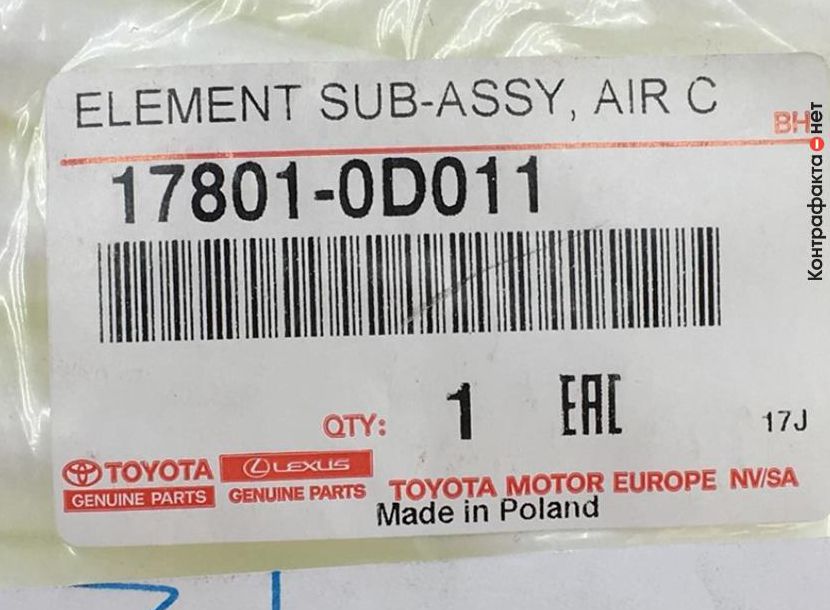 ELEMENT SUB-ASSY, AIR C
BH
17801-0D011
QTY: 1 EAC 17J
TOYOTA
GENUINE PARTS
LEXUS
GENUINE PARTS
TOYOTA MOTOR EUROPE NV/SA
Made in Poland
Контрафакта нет